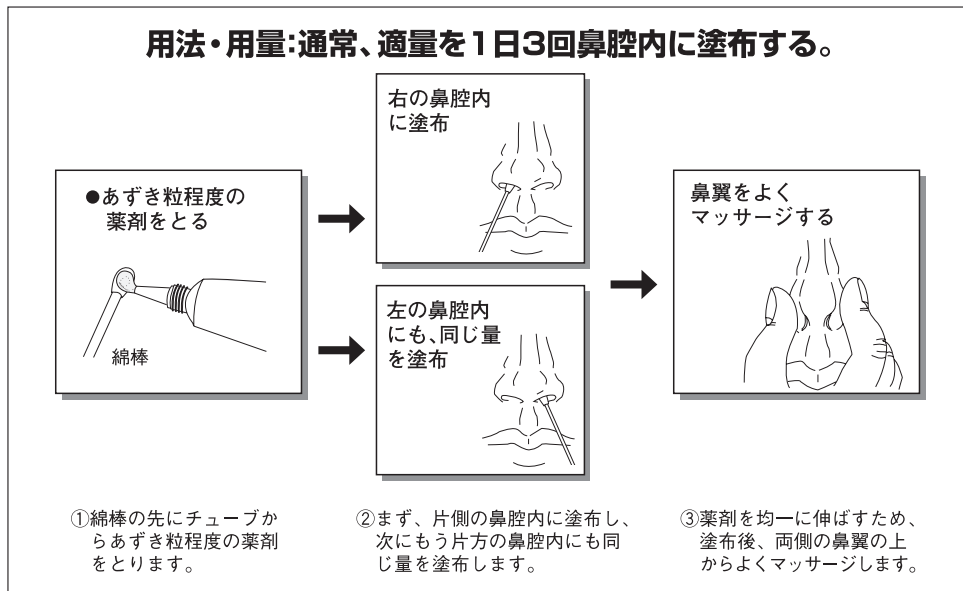 用法・用量:通常、適量を1日3回鼻腔内に塗布する。
●あずき粒程度の
薬剤をとる
綿棒
右の鼻腔内
に塗布
左の鼻腔内
にも、同じ量
を塗布
鼻翼をよく
マッサージする
①綿棒の先にチューブか
らあずき粒程度の薬剤
をとります。
②まず、片側の鼻腔内に塗布し、
次にもう片方の鼻腔内にも同
じ量を塗布します。
③薬剤を均一に伸ばすため、
塗布後、両側の鼻翼の上
からよくマッサージします。